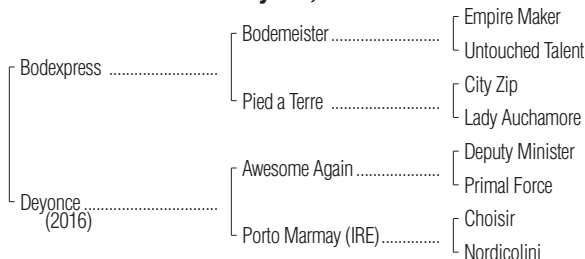 Empire Maker
Bodemeister
Untouched Talent
Bodexpress
City Zip
Pied a Terre
Lady Auchamore
Deputy Minister
Awesome Again
Primal Force
Deyonce
(2016)
Choisir
Porto Marmay (IRE)
Nordicolini